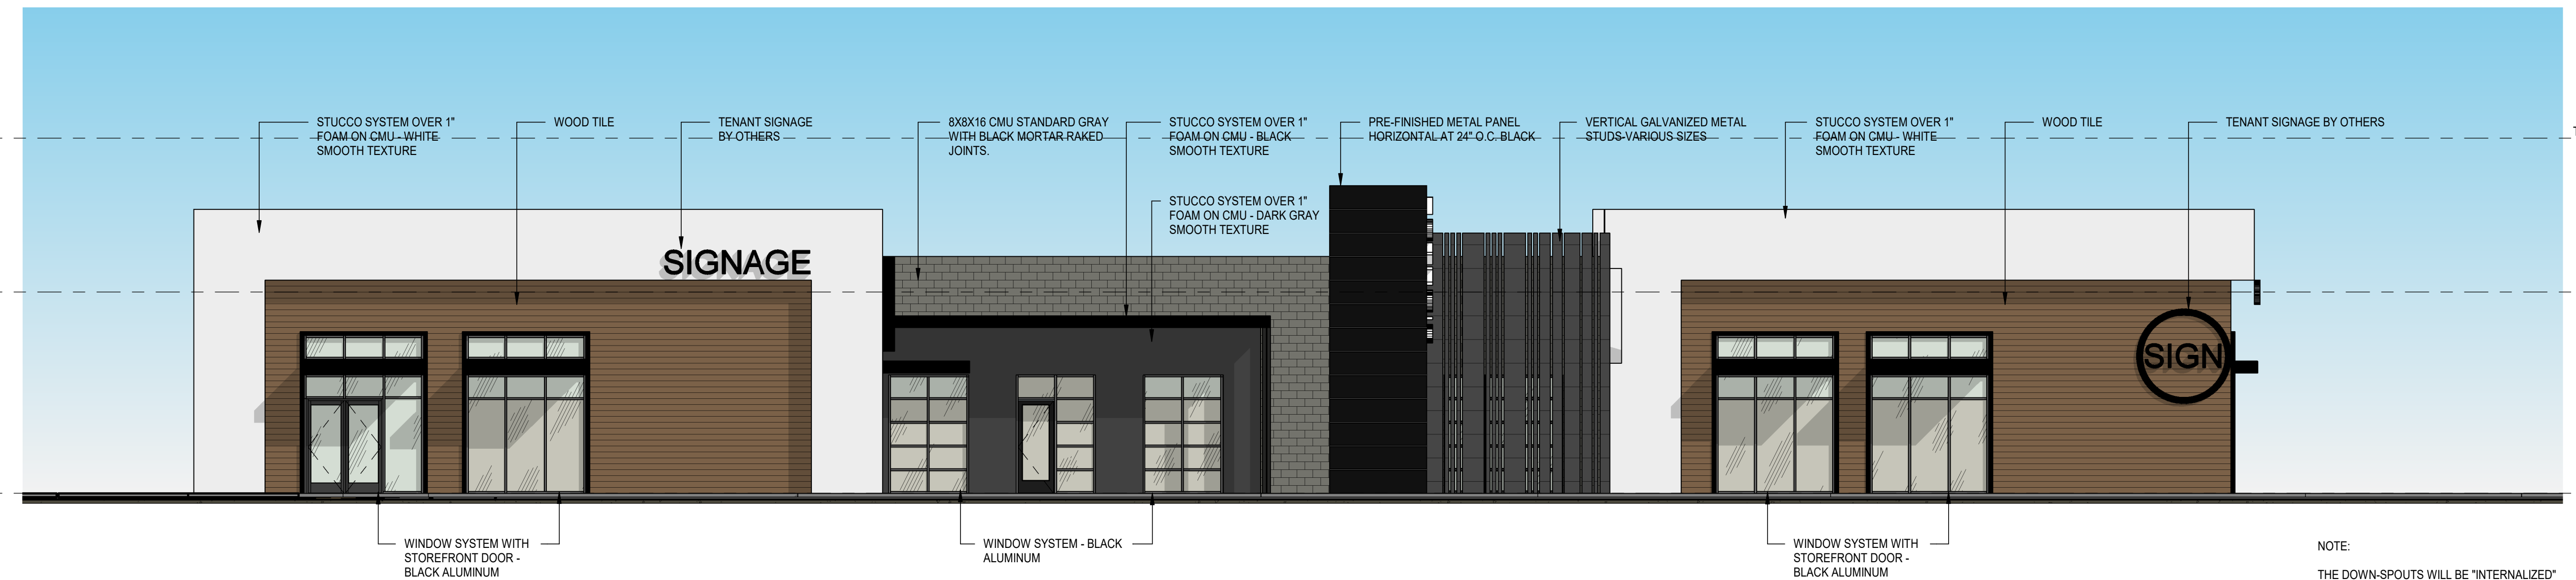 STUCCO SYSTEM OVER 1"
FOAM ON CMU - WHITE
SMOOTH TEXTURE
WOOD TILE
TENANT SIGNAGE
BY OTHERS
8X8X16 CMU STANDARD GRAY
WITH BLACK MORTAR RAKED
JOINTS.
STUCCO SYSTEM OVER 1"
FOAM ON CMU - BLACK
SMOOTH TEXTURE
STUCCO SYSTEM OVER 1"
FOAM ON CMU - DARK GRAY
SMOOTH TEXTURE
PRE-FINISHED METAL PANEL
HORIZONTAL AT 24" O.C. BLACK
VERTICAL GALVANIZED METAL
STUDS-VARIOUS SIZES
STUCCO SYSTEM OVER 1"
FOAM ON CMU - WHITE
SMOOTH TEXTURE
WOOD TILE
TENANT SIGNAGE BY OTHERS
SIGNAGE
SIGN
WINDOW SYSTEM WITH
STOREFRONT DOOR -
BLACK ALUMINUM
WINDOW SYSTEM - BLACK
ALUMINUM
WINDOW SYSTEM WITH
STOREFRONT DOOR -
BLACK ALUMINUM
NOTE:
THE DOWN-SPOUTS WILL BE "INTERNALIZED"